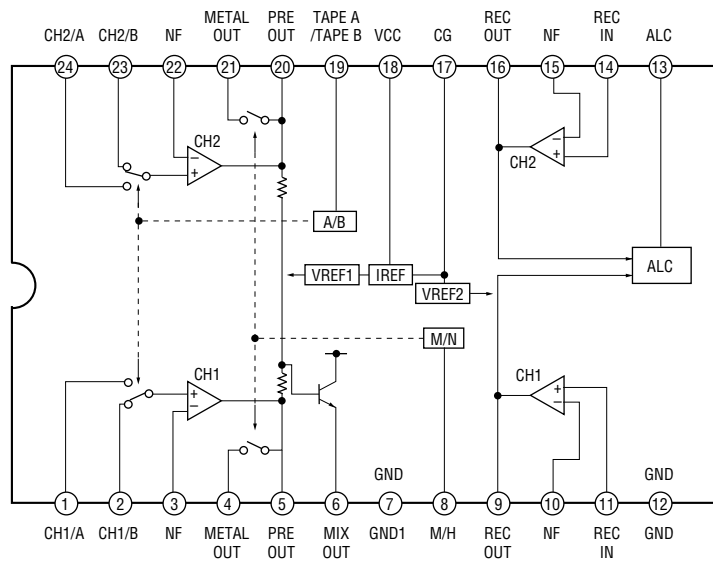 METAL PRE TAPE A REC REC
CH2/A CH2/B NF OUT OUT /TAPE B VCC CG OUT NF IN ALC
24 23 22 21 20 19 18 17 16 15 14 13
CH2
−
+
−
+
CH2
A/B
VREF1 IREF
VREF2
ALC
M/N
CH1
+
−
CH1
+
−
GND GND
1 2 3 4 5 6 7 8 9 10 11 12
CH1/A CH1/B NF METAL PRE MIX GND1 M/H REC NF REC GND
OUT OUT OUT OUT IN